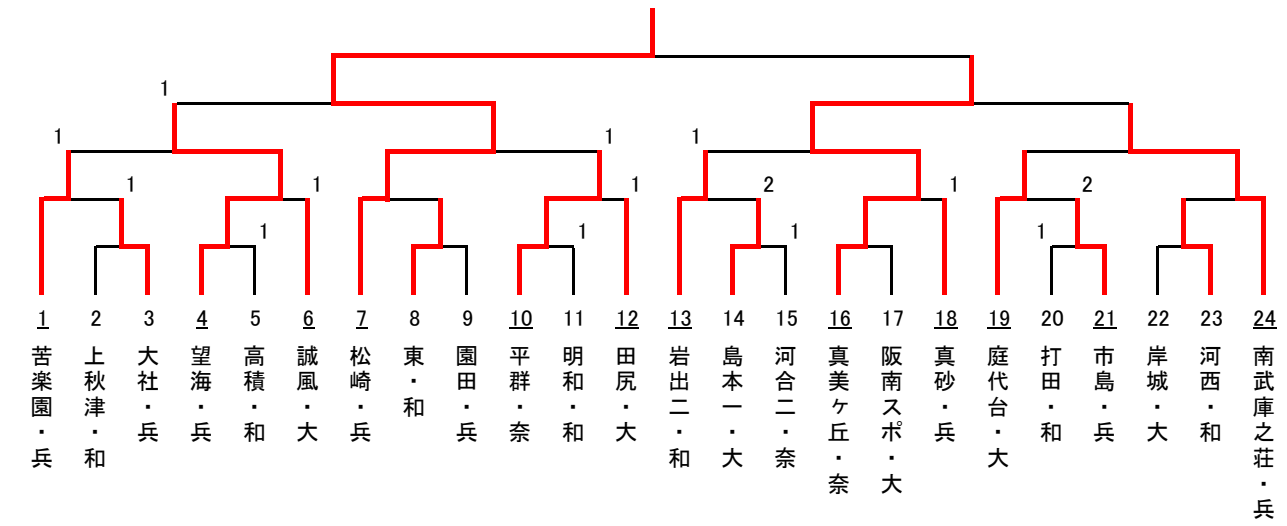 1
1
1
1
1
1
1
2
1
2
1
1
1
1 2 3 4 5 6 7 8 9 10 11 12 13 14 15 16 17 18 19 20 21 22 23 24
苦楽園・兵
上秋津・和
大社・兵
望海・兵
高積・和
誠風・大
松崎・兵
東・和
園田・兵
平群・奈
明和・和
田尻・大
岩出二・和
島本一・大
河合二・奈
真美ヶ丘・奈
阪南スポ・大
真砂・兵
庭代台・大
打田・和
市島・兵
岸城・大
河西・和
南武庫之荘・兵